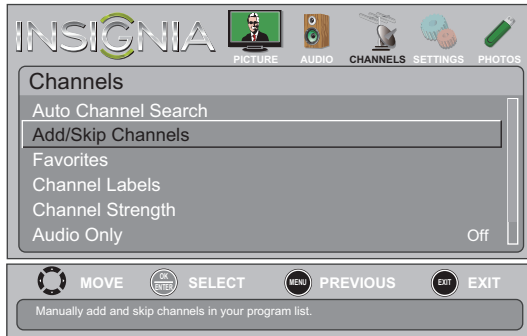 INSIGNIA
PICTURE AUDIO CHANNELS SETTINGS PHOTOS
Channels
Auto Channel Search
Add/Skip Channels
Favorites
Channel Labels
Channel Strength
Audio Only Off
MOVE OK ENTER SELECT MENU PREVIOUS EXIT EXIT
Manually add and skip channels in your program list.